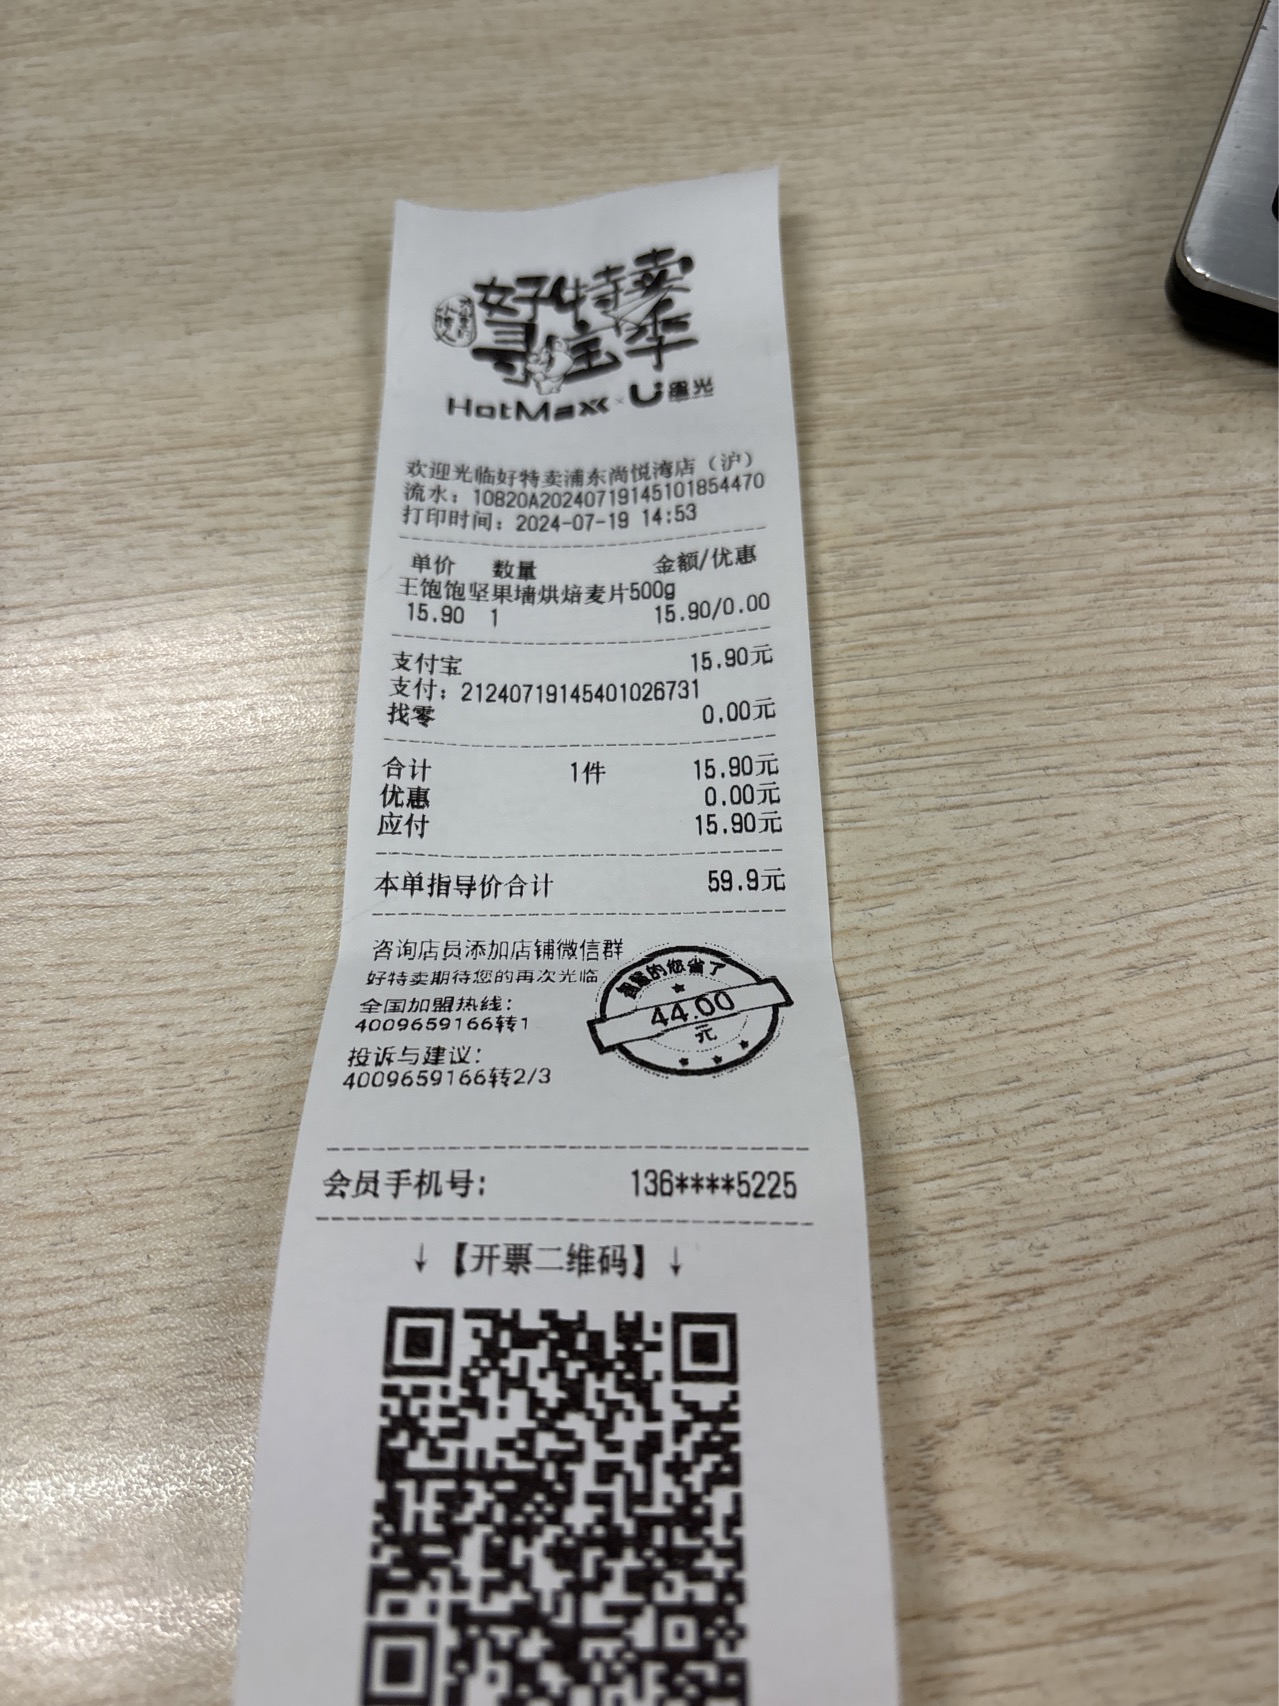 好特卖
寻宝季
HotMaxx × U 星光
欢迎光临好特卖浦东尚悦湾店（沪）
流水：10820A20240719145101854470
打印时间：2024-07-19 14:53
单价 数量 金额/优惠
王饱饱坚果墙烘焙麦片500g
15.90 1 15.90/0.00
支付宝 15.90元
支付：21240719145401026731
找零 0.00元
合计 1件 15.90元
优惠 0.00元
应付 15.90元
本单指导价合计 59.9元
咨询店员添加店铺微信群
好特卖期待您的再次光临
全国加盟热线：
4009659166转1
投诉与建议：
4009659166转2/3
的您省了
44.00
元
会员手机号： 136****5225
↓【开票二维码】↓